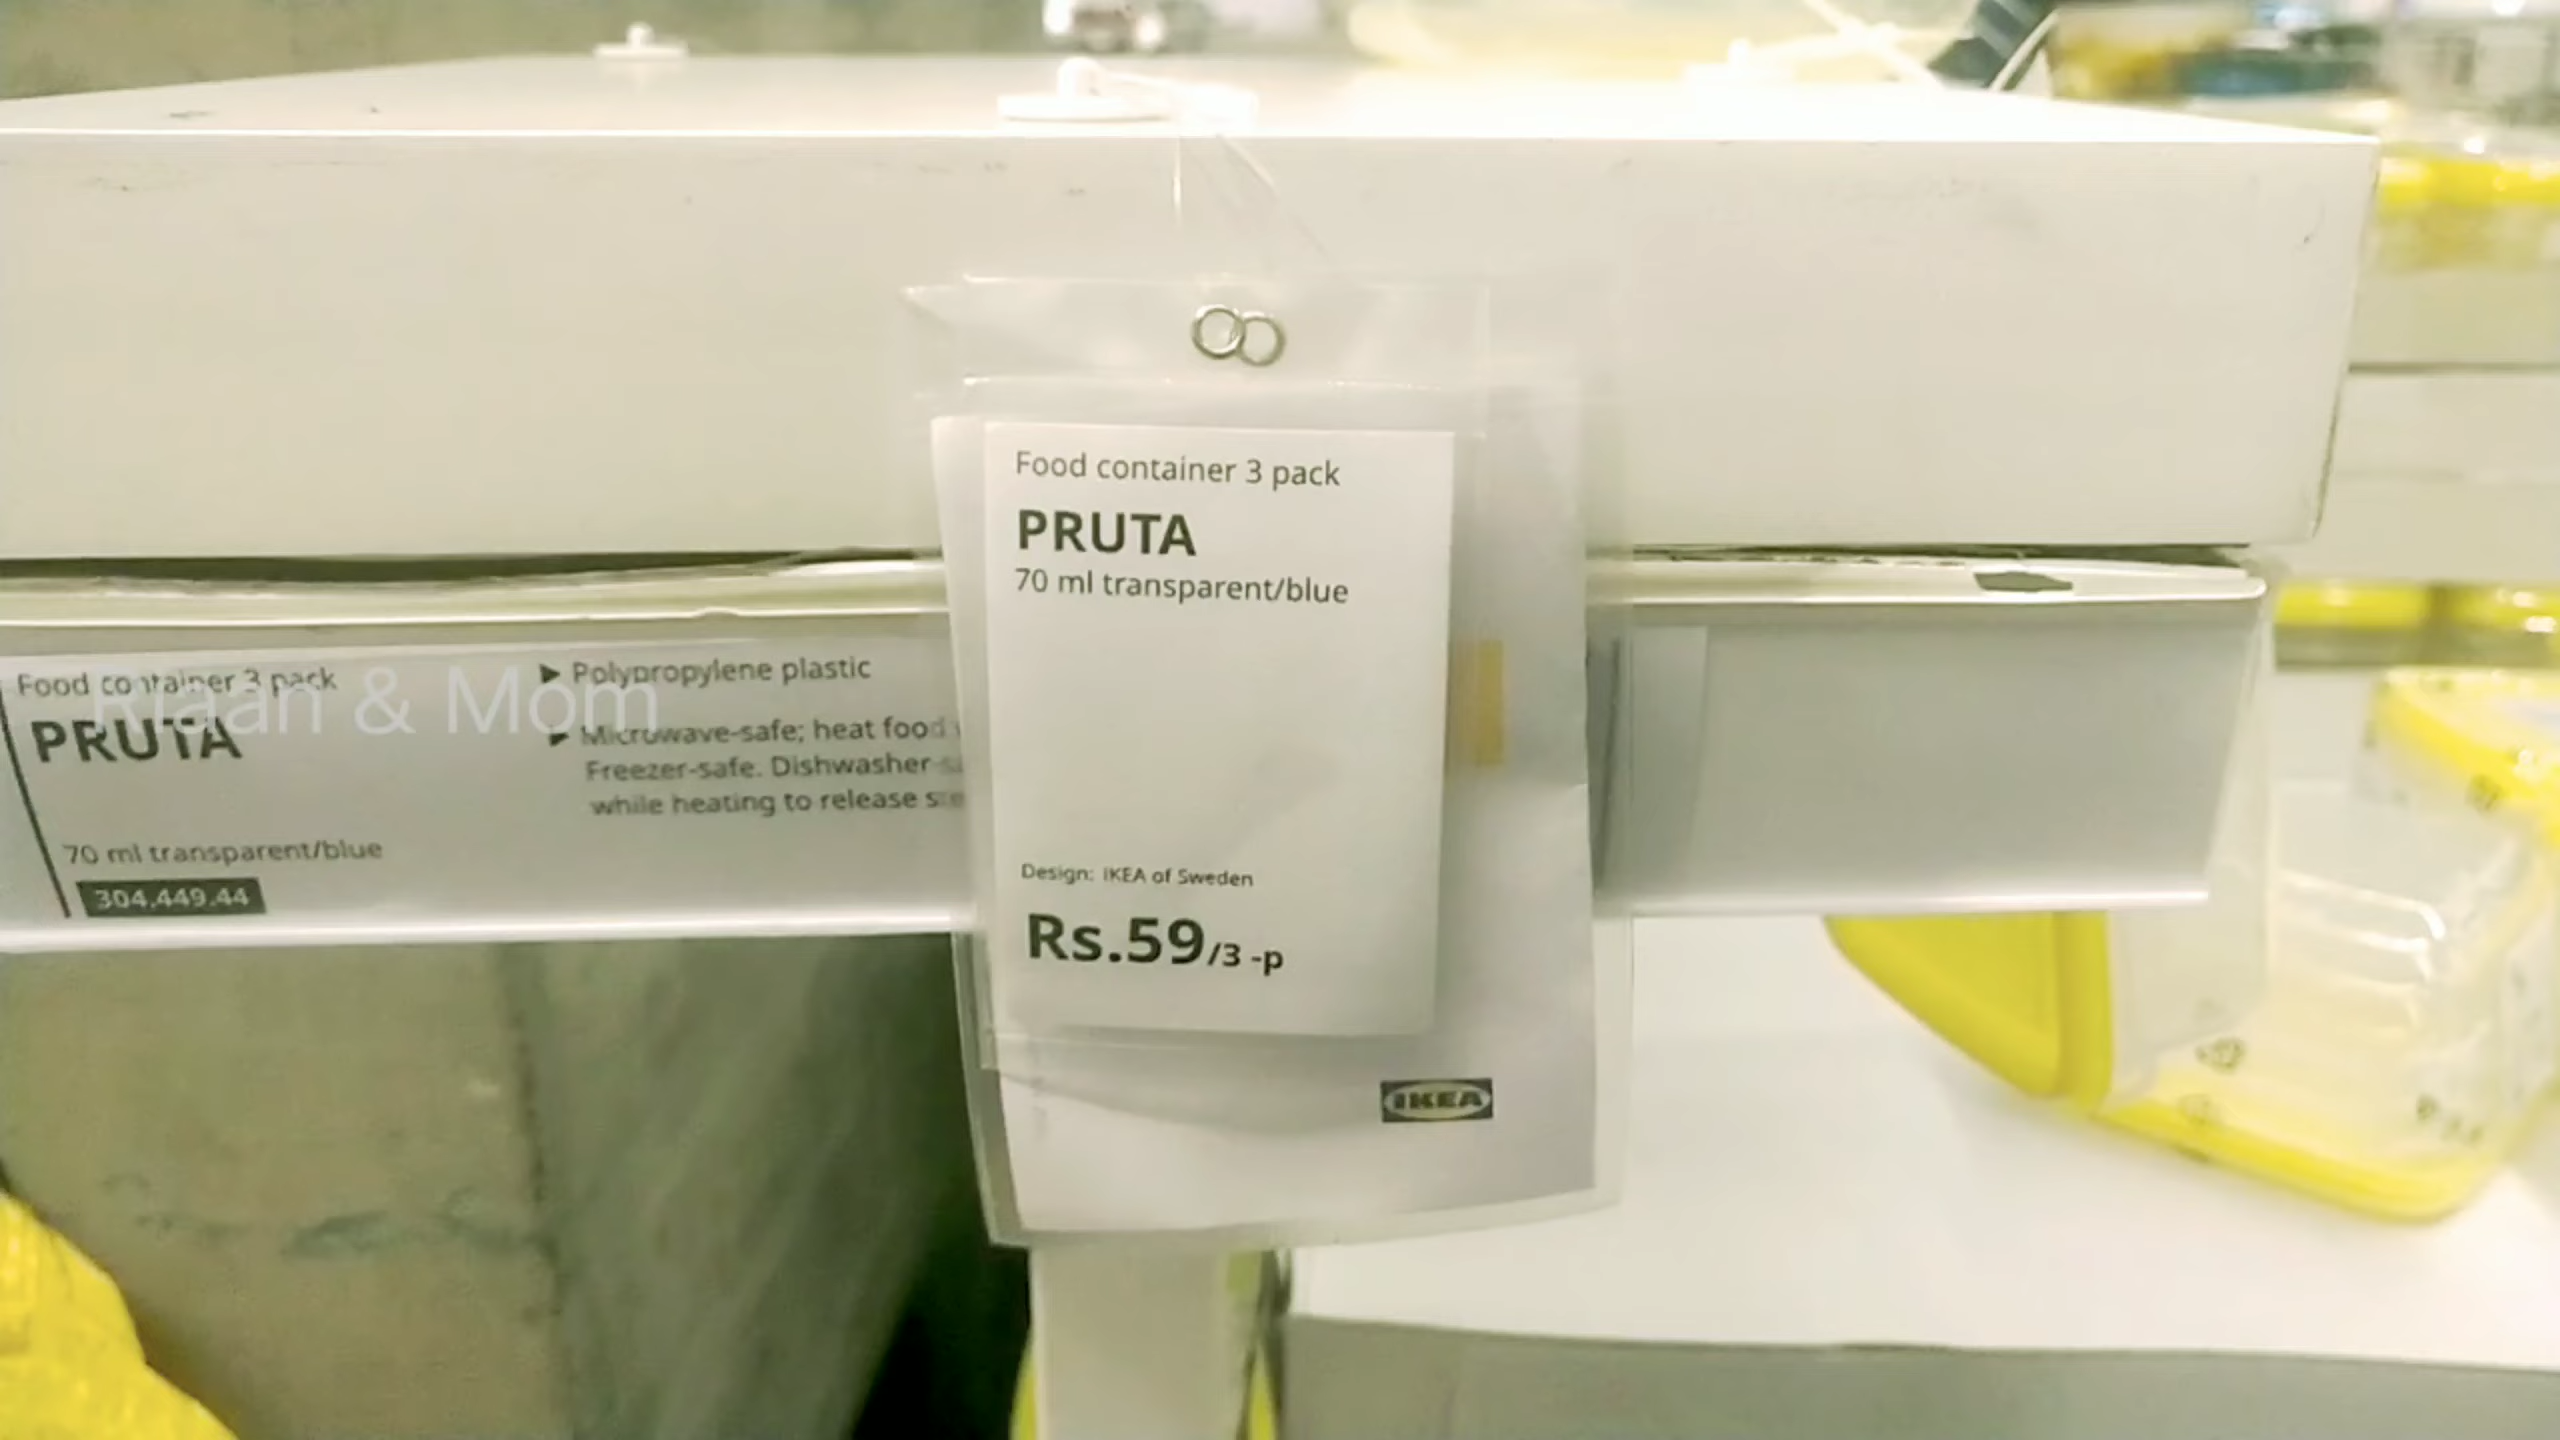 Food container 3 pack
PRUTA
70 ml transparent/blue
Design: IKEA of Sweden
Rs.59/3 -p
IKEA
Food container 3 pack
PRUTA
70 ml transparent/blue
304.449.44
► Polypropylene plastic
► Microwave-safe; heat food
Freezer-safe. Dishwasher
while heating to release
Riaan & Mom